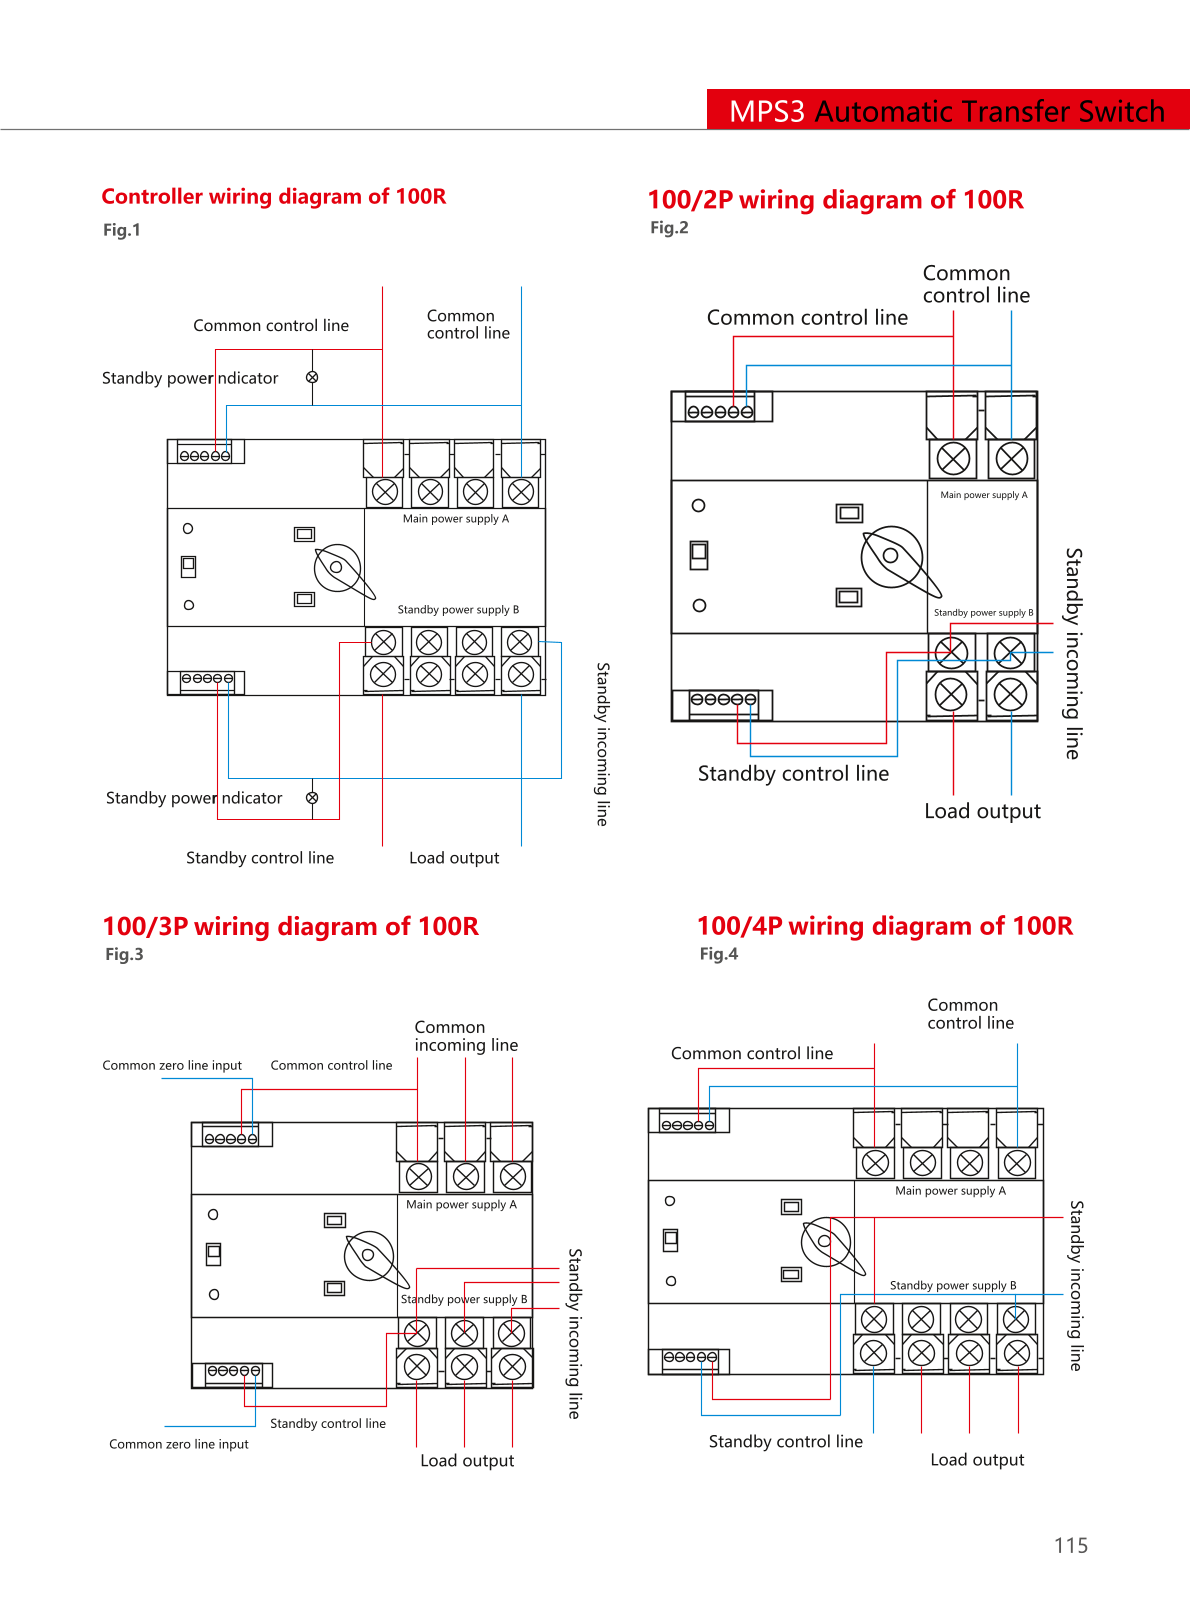 MPS3 Automatic Transfer Switch
Controller wiring diagram of 100R
Fig.1
Common control line
Common
control line
Standby power ndicator
Main power supply A
Standby power supply B
Standby incoming line
Standby power ndicator
Standby control line
Load output
100/2P wiring diagram of 100R
Fig.2
Common
control line
Common control line
Main power supply A
Standby power supply B
Standby incoming line
Standby control line
Load output
100/3P wiring diagram of 100R
Fig.3
Common
incoming line
Common zero line input
Common control line
Main power supply A
Standby power supply B
Standby incoming line
Standby control line
Common zero line input
Load output
100/4P wiring diagram of 100R
Fig.4
Common
control line
Common control line
Main power supply A
Standby power supply B
Standby incoming line
Standby control line
Load output
115